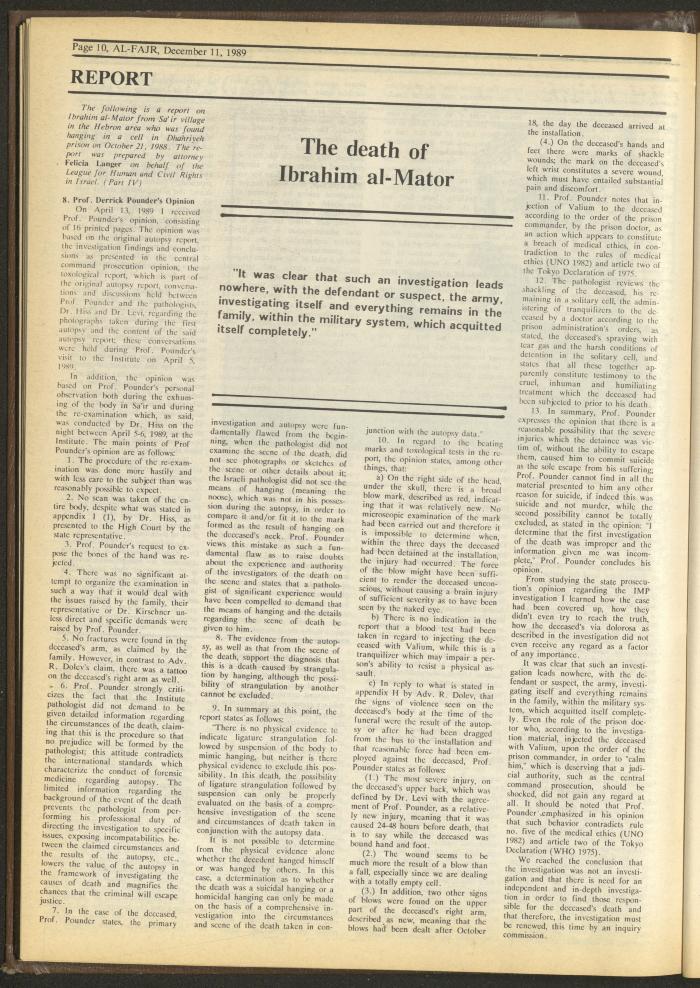 Page 10, AL-FAJR, December 11, 1989
REPORT
The following is a report on
Ibrahim al-Mator from Sa'ir village
in the Hebron area who was found
hanging in a cell in Dhahriyeh
prison on October 21, 1988. The re-
port was prepared by attorney
Felicia Langer on behalf of the
League for Human and Civil Rights
in Israel. (Part IV)
8. Prof. Derrick Pounder's Opinion
On April 13, 1989 I received
Prof. Pounder's opinion, consisting
of 16 printed pages. The opinion was
based on the original autopsy report,
the investigation findings and conclu-
sions as presented in the central
command prosecution opinion, the
toxological report, which is part of
the original autopsy report, conversa-
tions and discussions held between
Prof. Pounder and the pathologists,
Dr. Hiss and Dr. Levi, regarding the
photographs taken during the first
autopsy and the content of the said
autopsy report; these conversations
were held during Prof. Pounder's
visit to the Institute on April 5,
1989.
In addition, the opinion was
based on Prof. Pounder's personal
observation both during the exhum-
ing of the body in Sa'ir and during
the re-examination which, as said,
was conducted by Dr. Hiss on the
night between April 5-6, 1989, at the
Institute. The main points of Prof
Pounder's opinion are as follows:
1. The procedure of the re-exam-
ination was done more hastily and
with less care to the subject than was
reasonably possible to expect.
2. No scan was taken of the en-
tire body, despite what was stated in
appendix 1 (1), by Dr. Hiss, as
presented to the High Court by the
state representative.
3. Prof. Pounder's request to ex-
pose the bones of the hand was re-
jected.
4. There was no significant at-
tempt to organize the examination in
such a way that it would deal with
the issues raised by the family, their
representative or Dr. Kirscher un-
less direct and specific demands were
raised by Prof. Pounder.
5. No fractures were found in the
deceased's arm, as claimed by the
family. However, in contrast to Adv.
R. Dolev's claim, there was a tattoo
on the deceased's right arm as well.
6. Prof. Pounder strongly criti-
cizes the fact that the Institute
pathologist did not demand to be
given detailed information regarding
the circumstances of the death, claim-
ing that this is the procedure so that
no prejudice will be formed by the
pathologist; this attitude contradicts
the international standards which
characterize the conduct of forensic
medicine regarding autopsy. The
limited information regarding the
background of the event of the death
prevents the pathologist from per-
forming his professional duty of
directing the investigation to specific
issues, exposing incompatabilities be-
tween the claimed circumstances and
the results of the autopsy, etc.,
lowers the value of the autopsy in
the framework of investigating the
causes of death and magnifies the
chances that the criminal will escape
justice.
7. In the case of the deceased,
Prof. Pounder states, the primary
The death of
Ibrahim al-Mator
"It was clear that such an investigation leads
nowhere, with the defendant or suspect, the army,
investigating itself and everything remains in the
family, within the military system, which acquitted
itself completely."
investigation and autopsy were fun-
damentally flawed from the begin-
ning, when the pathologist did not
examine the scene of the death, did
not see photographs or sketches of
the scene or other details about it;
the Israeli pathologist did not see the
means of hanging (meaning the
noose), which was not in his posses-
sion during the autopsy, in order to
compare it and/or fit it to the mark
formed as the result of hanging on
the deceased's neck. Prof. Pounder
views this mistake as such a fun-
damental flaw as to raise doubts
about the experience and authority
of the investigators of the death on
the scene and states that a patholo-
gist of significant experience would
have been compelled to demand that
the means of hanging and the details
regarding the scene of death be
given to him.
8. The evidence from the autop-
sy, as well as that from the scene of
the death, support the diagnosis that
this is a death caused by strangula-
tion by hanging, although the possi-
bility of strangulation by another
cannot be excluded.
9. In summary at this point, the
report states as follows:
"There is no physical evidence to
indicate ligature strangulation fol-
lowed by suspension of the body to
mimic hanging, but neither is there
physical evidence to exclude this pos-
sibility. In this death, the possibility
of ligature strangulation followed by
suspension can only be properly
evaluated on the basis of a compre-
hensive investigation of the scene
and circumstances of death taken in
conjunction with the autopsy data.
It is not possible to determine
from the physical evidence alone
whether the decedent hanged himself
or was hanged by others. In this
case, a determination as to whether
the death was a suicidal hanging or a
homicidal hanging can only be made
on the basis of a comprehensive in-
vestigation into the circumstances
and scene of the death taken in con-
junction with the autopsy data."
10. In regard to the beating
marks and toxological tests in the re-
port, the opinion states, among other
things, that:
a) On the right side of the head,
under the skull, there is a broad
blow mark, described as red, indicat-
ing that it was relatively new. No
microscopic examination of the mark
had been carried out and therefore it
is impossible to determine when,
within the three days the deceased
had been detained at the installation,
the injury had occurred. The force
of the blow might have been suffi-
cient to render the deceased uncon-
scious, without causing a brain injury
of sufficient severity as to have been
seen by the naked eye.
b) There is no indication in the
report that a blood test had been
taken in regard to injecting the de-
ceased with Valium, while this is a
tranquilizer which may impair a per-
son's ability to resist a physical as-
sault.
c) In reply to what is stated in
appendix H by Adv. R. Dolev, that
the signs of violence seen on the
deceased's body at the time of the
funeral were the result of the autop-
sy or after he had been dragged
from the bus to the installation and
that reasonable force had been em-
ployed against the deceased, Prof.
Pounder states as follows:
(1.) The most severe injury, on
the deceased's upper back, which was
defined by Dr. Levi with the agree-
ment of Prof. Pounder, as a relative-
ly new injury, meaning that it was
caused 24-48 hours before death, that
is to say while the deceased was
bound hand and foot.
(2.) The wound seems to be
much more the result of a blow than
a fall, especially since we are dealing
with a totally empty cell.
(3.) In addition, two other signs
of blows were found on the upper
part of the deceased's right arm,
described as new, meaning that the
blows had been dealt after October
18, the day the deceased arrived at
the installation.
(4.) On the deceased's hands and
feet there were marks of shackle
wounds; the mark on the deceased's
left wrist constitutes a severe wound,
which must have entailed substantial
pain and discomfort.
11. Prof. Pounder notes that in-
jection of Valium to the deceased
according to the order of the prison
commander, by the prison doctor, as
an action which appears to constitute
a breach of medical ethics, in con-
tradiction to the rules of medical
ethics (UNO 1982) and article two of
the Tokyo Declaration of 1975.
12. The pathologist reviews the
shackling of the deceased, his re-
maining in a solitary cell, the admin-
istering of tranquilizers to the de-
ceased by a doctor according to the
prison administration's orders, as
stated, the deceased's spraying with
tear gas and the harsh conditions of
detention in the solitary cell, and
states that all these together ap-
parently constitute testimony to the
cruel, inhuman and humiliating
treatment which the deceased had
been subjected to prior to his death.
13. In summary, Prof. Pounder
expresses the opinion that there is a
reasonable possibility that the severe
injuries which the detainee was vic-
tim of, without the ability to escape
them, caused him to commit suicide
as the sole escape from his suffering;
Prof. Pounder cannot find in all the
material presented to him any other
reason for suicide, if indeed this was
suicide and not murder, while the
second possibility cannot be totally
excluded, as stated in the opinion: "I
determine that the first investigation
of the death was improper and the
information given me was incom-
plete," Prof. Pounder concludes his
opinion.
From studying the state prosecu-
tion's opinion regarding the IMP
investigation I learned how the case
had been covered up, how they
didn't even try to reach the truth,
how the deceased's via dolorosa as
described in the investigation did not
even receive any regard as a factor
of any importance.
It was clear that such an investi-
gation leads nowhere, with the de-
fendant or suspect, the army, investi-
gating itself and everything remains
in the family, within the military sys-
tem, which acquitted itself complete-
ly. Even the role of the prison doc-
tor who, according to the investiga-
tion material, injected the deceased
with Valium, upon the order of the
prison commander, in order to "calm
him," which is deserving that a judi-
cial authority, such as the central
command prosecution, should be
shocked, did not gain any regard at
all. It should be noted that Prof.
Pounder emphasized in his opinion
that such behavior contradicts rule
no. five of the medical ethics (UNO
1982) and article two of the Tokyo
Declaration (WHO 1975).
We reached the conclusion that
the investigation was not an investi-
gation and that there is need for an
independent and in-depth investiga-
tion in order to find those respon-
sible for the deceased's death and
that therefore, the investigation must
be renewed, this time by an inquiry
commission.